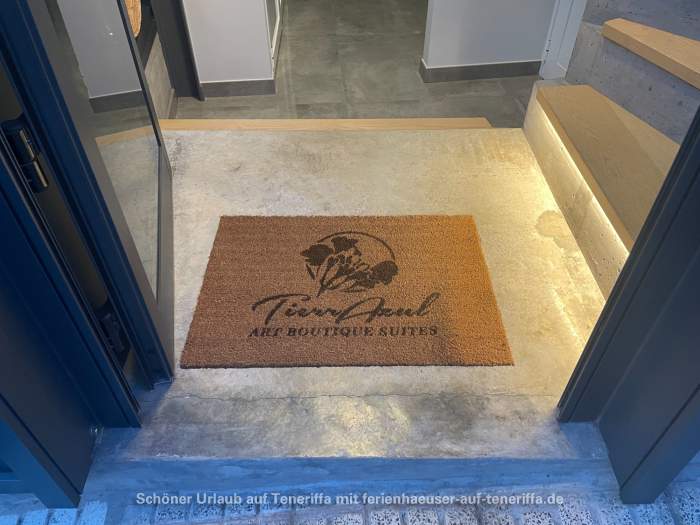 TierrAzul
ART BOUTIQUE SUITES
Schöner Urlaub auf Teneriffa mit ferienhaeuser-auf-teneriffa.de